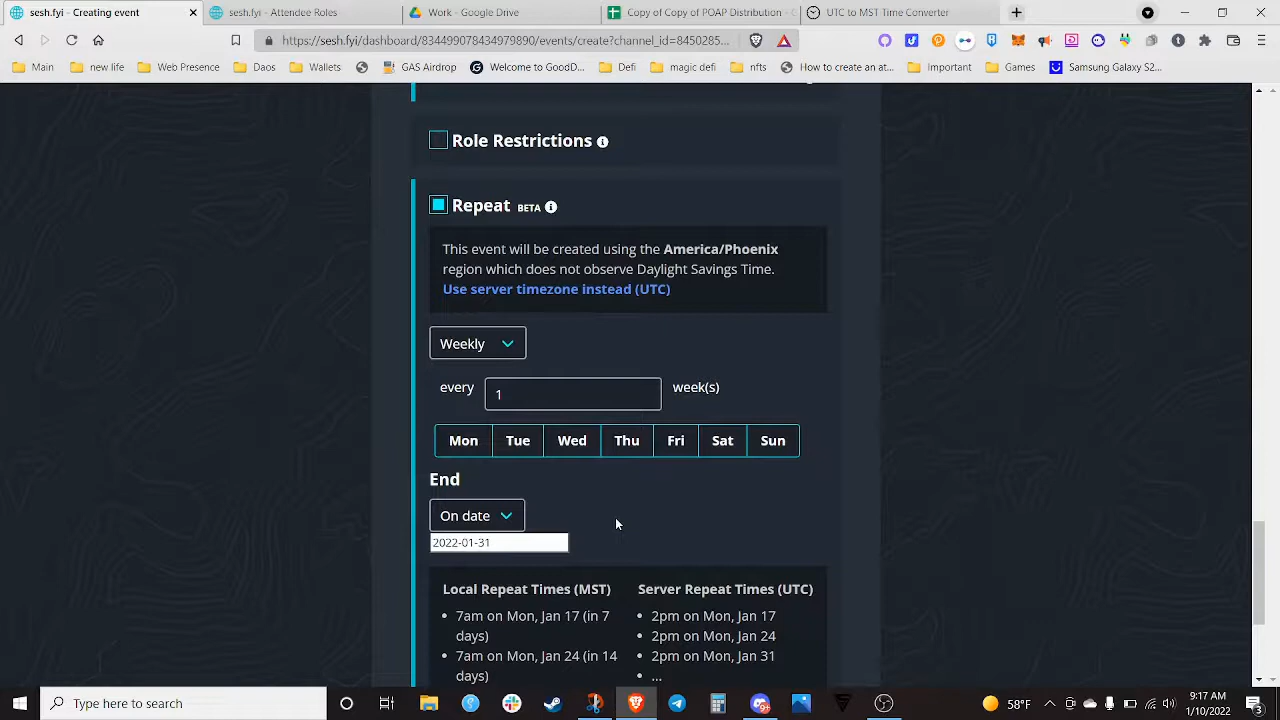 sesh.fyi - Creating event
sesh.fyi - Attendee Roles
Work - Google Drive
Copy of Copy of POAP Distribution -
UTC to MST Time Converter
https://sesh.fyi/dashboard/834499078434979890/events/create?channel_id=8450285...
Main
new life
Web Presence
Daos
Wallets
GAS Airdrop
Welcome to GoodD...
Defi
magic defi
nfts
How to create an at...
Important
Games
Samsung Galaxy S2...
Role Restrictions
Repeat BETA
This event will be created using the America/Phoenix
region which does not observe Daylight Savings Time.
Use server timezone instead (UTC)
Weekly
every 1 week(s)
Mon Tue Wed Thu Fri Sat Sun
End
On date
2022-01-31
Local Repeat Times (MST)
• 7am on Mon, Jan 17 (in 7
days)
• 7am on Mon, Jan 24 (in 14
days)
Server Repeat Times (UTC)
• 2pm on Mon, Jan 17
• 2pm on Mon, Jan 24
• 2pm on Mon, Jan 31
• ...
Type here to search
58°F
9:17 AM
1/10/2022